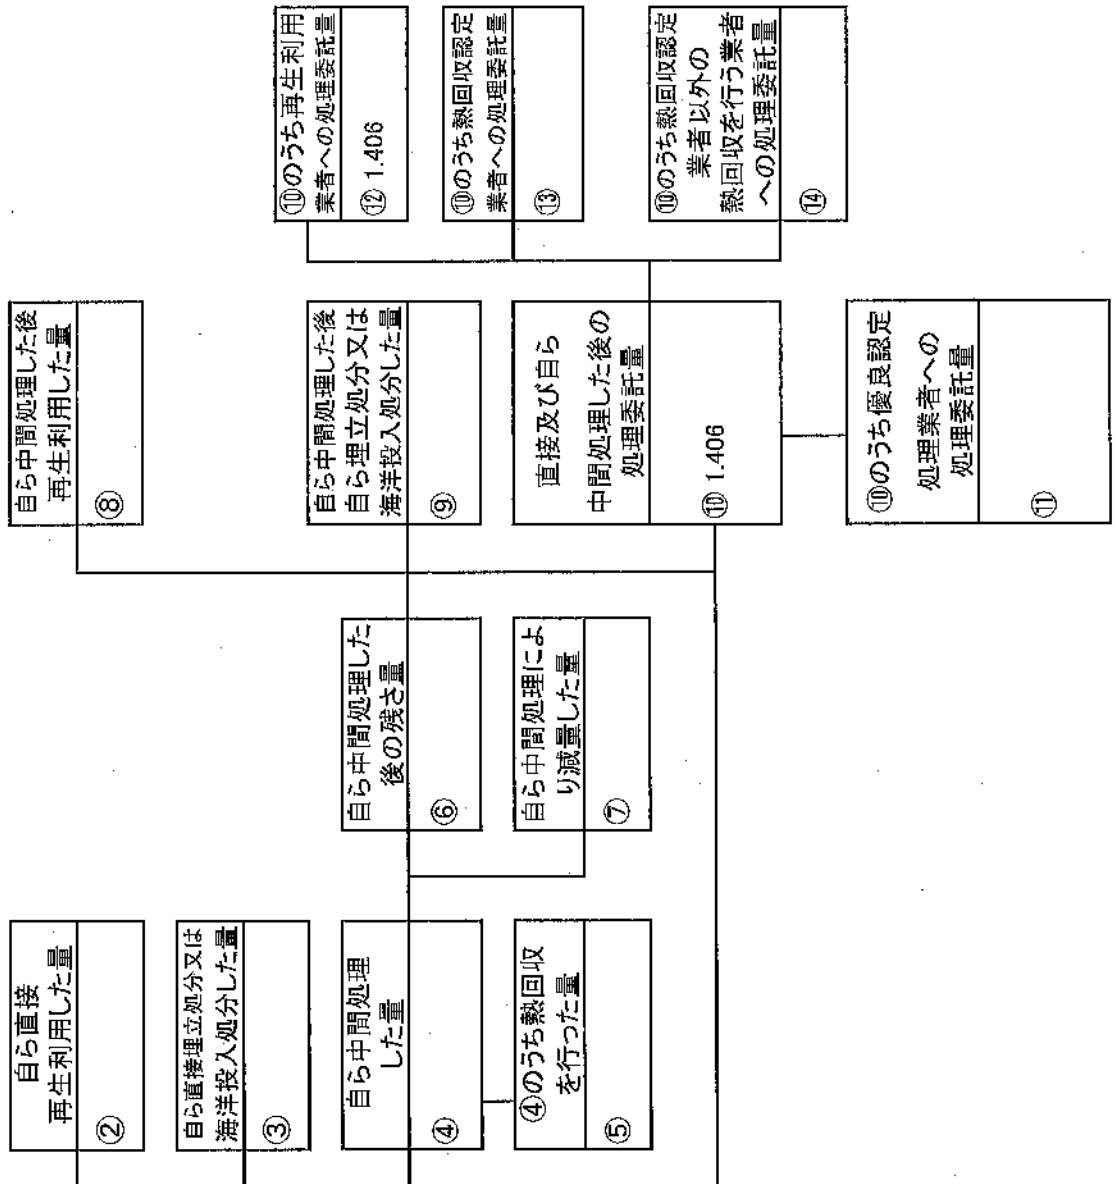 自ら直接
再生利用した量
②
自ら直接埋立処分又は
海洋投入処分した量
③
自ら中間処理
した量
④
④のうち熱回収
を行った量
⑤
自ら中間処理した
後の残さ量
⑥
自ら中間処理によ
り減量した量
⑦
自ら中間処理した後
再生利用した量
⑧
自ら中間処理した後
自ら埋立処分又は
海洋投入処分した量
⑨
直接及び自ら
中間処理した後の
処理委託量
⑩ 1.406
⑩のうち優良認定
処理業者への
処理委託量
⑪
⑩のうち再生利用
業者への処理委託量
⑫ 1.406
⑩のうち熱回収認定
業者への処理委託量
⑬
⑩のうち熱回収認定
業者以外の
熱回収を行う業者
への処理委託量
⑭